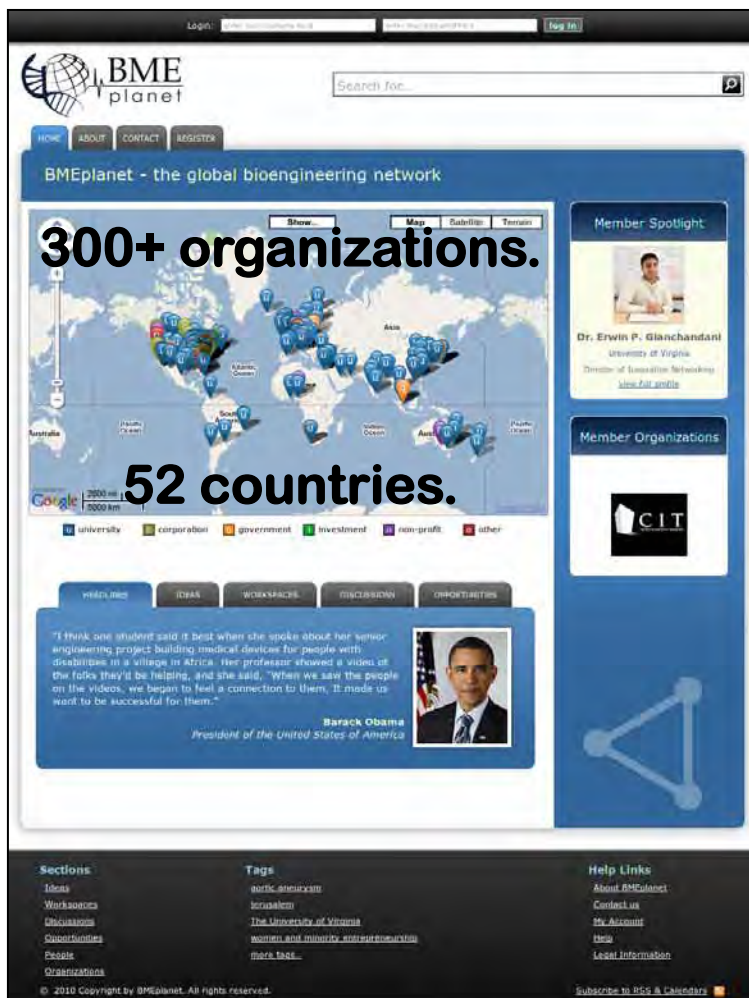 Login:
log in
BME
planet
Search for...
HOME ABOUT CONTACT REGISTER
BMEplanet - the global bioengineering network
Show... Map Satellite Terrain
300+ organizations.
Asia
Atlantic Ocean
Pacific Ocean
Pacific Ocean
South
Indian Ocean
Australia
52 countries.
Google
2000 mi
5000 km
university corporation government investment non-profit other
Member Spotlight
Dr. Erwin P. Gianchandani
University of Virginia
Director of Innovation Networking
view full profile
Member Organizations
CIT
HEADLINES IDEAS WORKSPACES DISCUSSIONS OPPORTUNITIES
"I think one student said it best when she spoke about her senior
engineering project building medical devices for people with
disabilities in a village in Africa. Her professor showed a video of
the folks they'd be helping, and she said, "When we saw the people
on the videos, we began to feel a connection to them. It made us
want to be successful for them."
Barack Obama
President of the United States of America
Sections
Ideas
Workspaces
Discussions
Opportunities
People
Organizations
Tags
aortic aneurysm
jerusalem
The University of Virginia
women and minority entrepreneurship
more tags...
Help Links
About BMEplanet
Contact us
My Account
Help
Legal Information
© 2010 Copyright by BMEplanet. All rights reserved.
Subscribe to RSS & Calendars